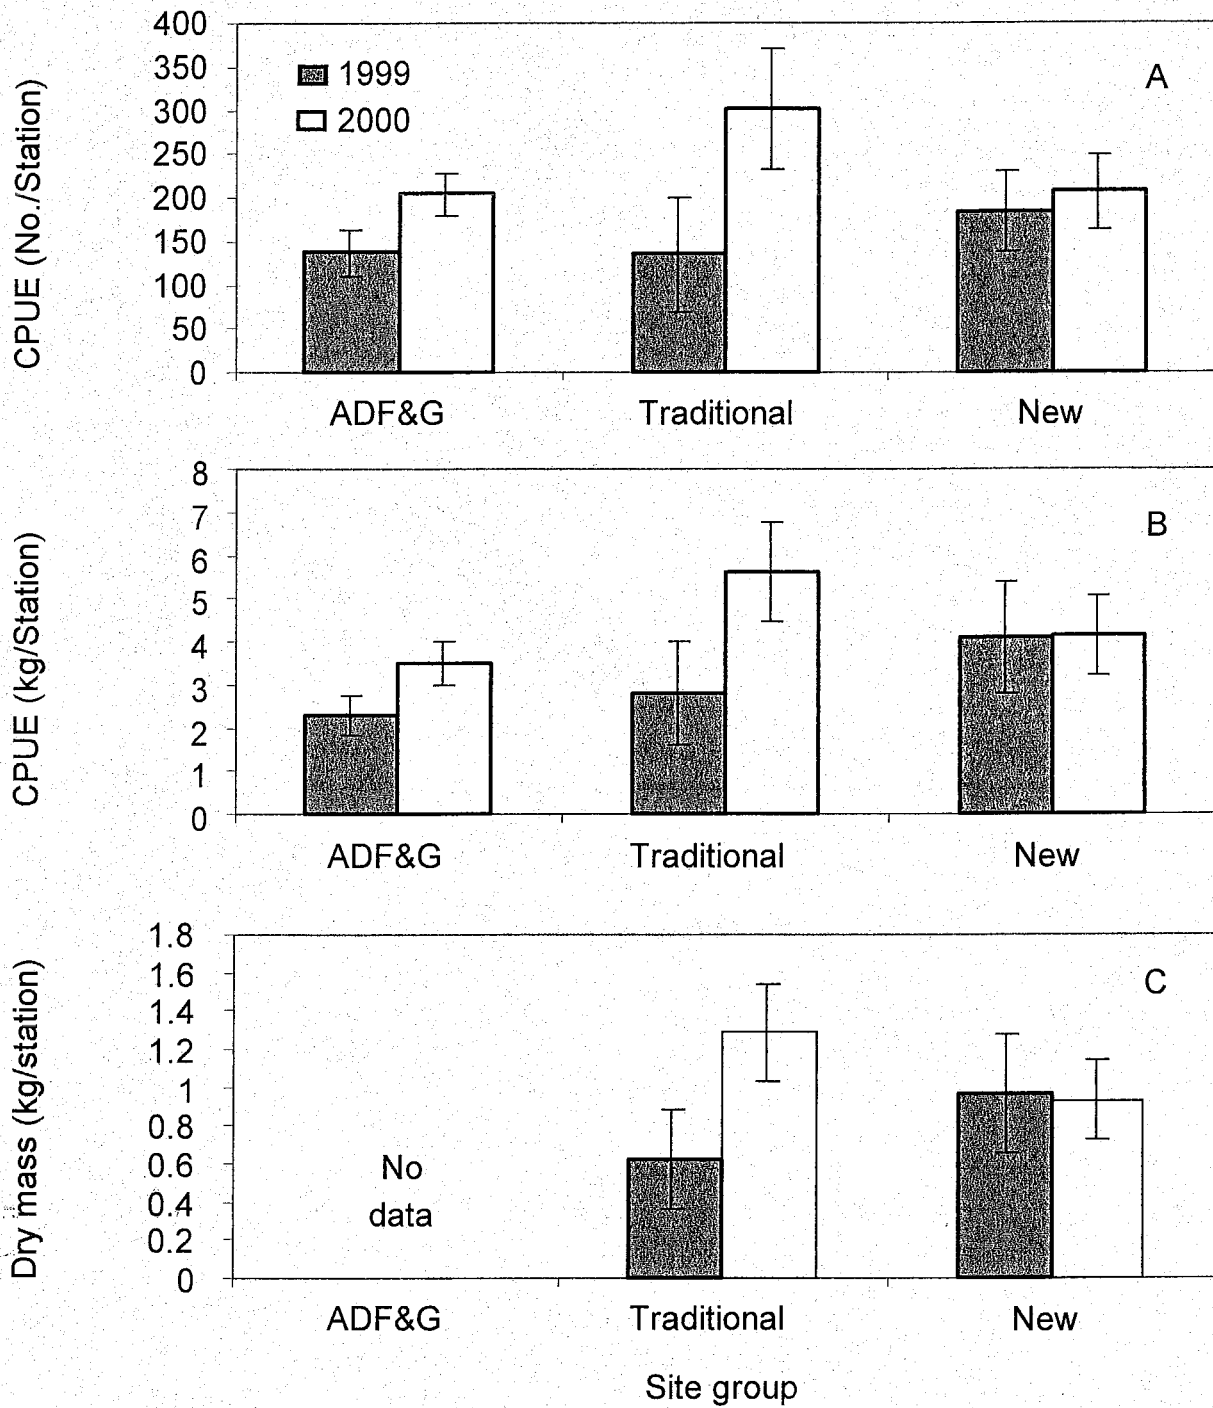 CPUE (No./Station)
400
350
300
250
200
150
100
50
0
1999
2000
A
ADF&G Traditional New
CPUE (kg/Station)
8
7
6
5
4
3
2
1
0
B
ADF&G Traditional New
Dry mass (kg/station)
1.8
1.6
1.4
1.2
1
0.8
0.6
0.4
0.2
0
C
No
data
ADF&G Traditional New
Site group